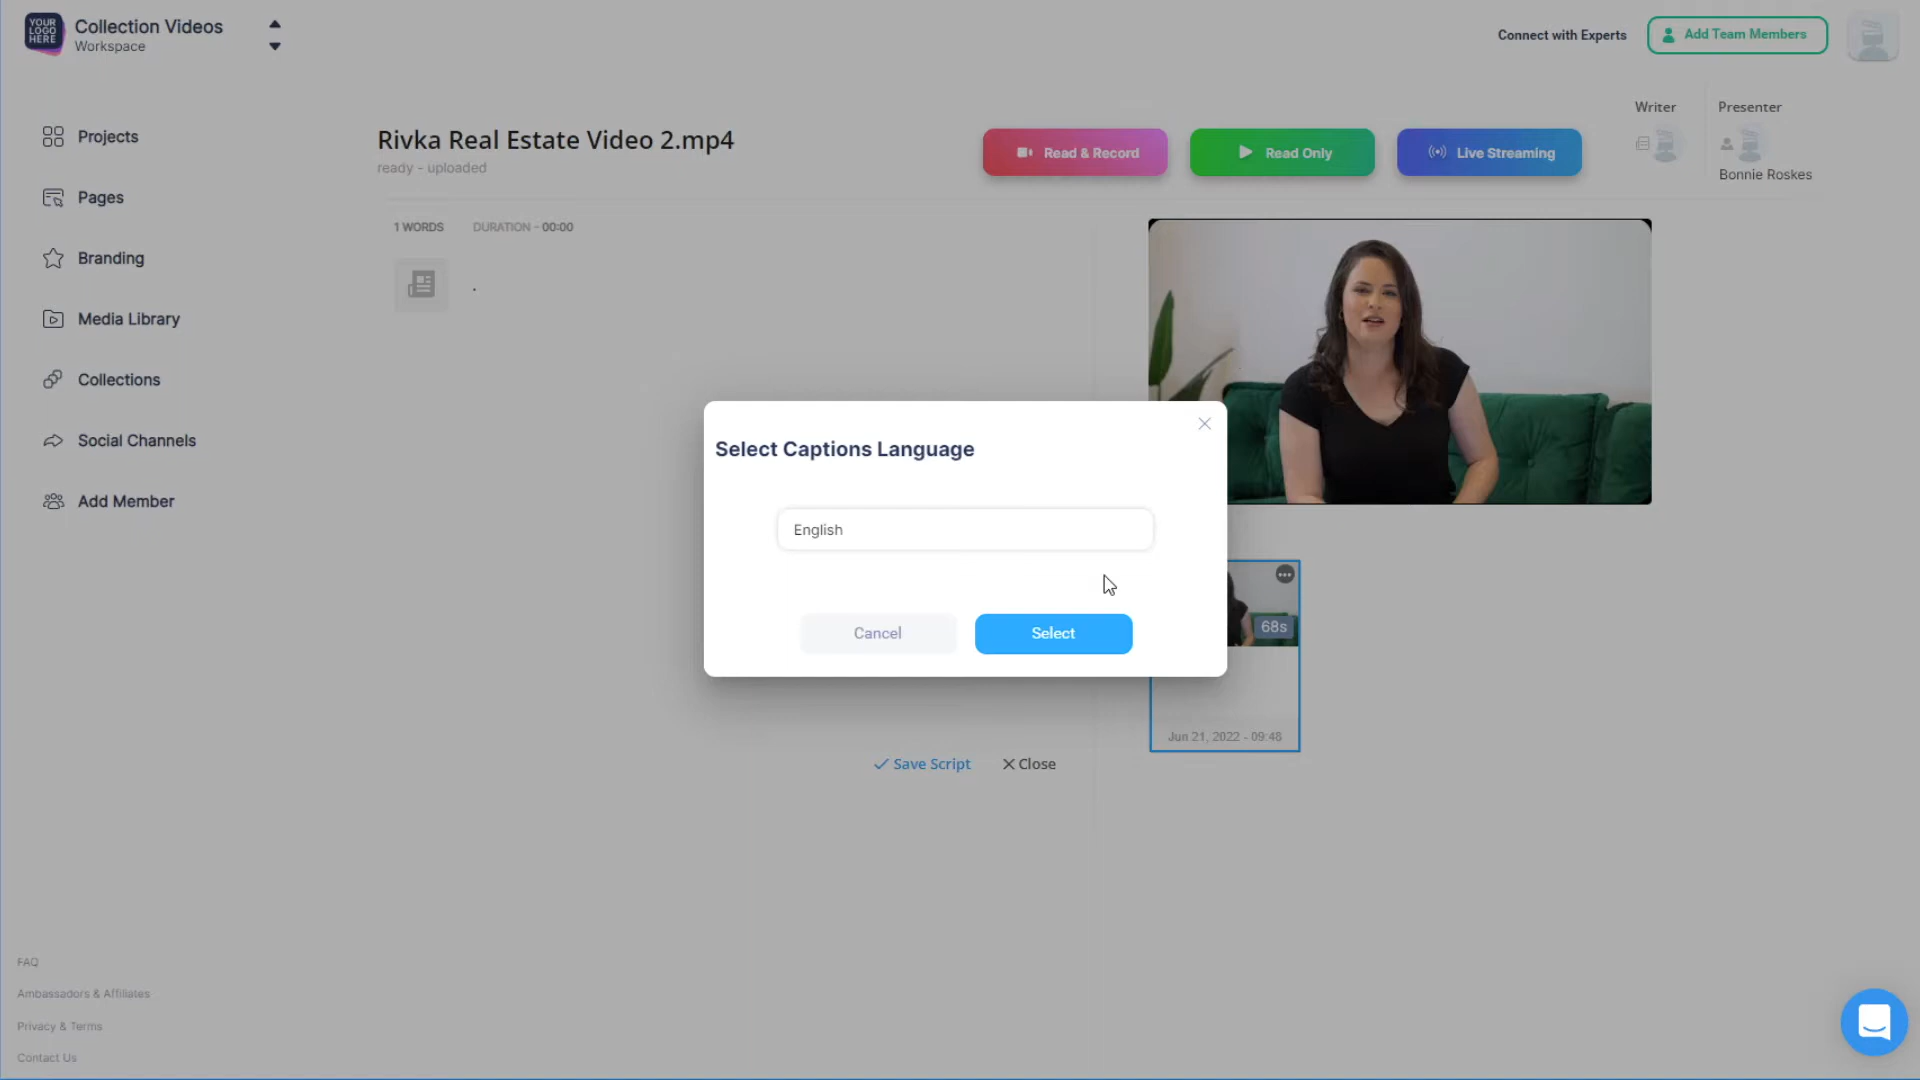 YOUR
LOGO
HERE
Collection Videos
Workspace
Connect with Experts
Add Team Members
Projects
Pages
Branding
Media Library
Collections
Social Channels
Add Member
Rivka Real Estate Video 2.mp4
ready - uploaded
Read & Record
Read Only
Live Streaming
Writer
Presenter
Bonnie Roskes
1 WORDS
DURATION - 00:00
.
Select Captions Language
English
Cancel
Select
68s
Jun 21, 2022 - 09:48
Save Script
Close
FAQ
Ambassadors & Affiliates
Privacy & Terms
Contact Us